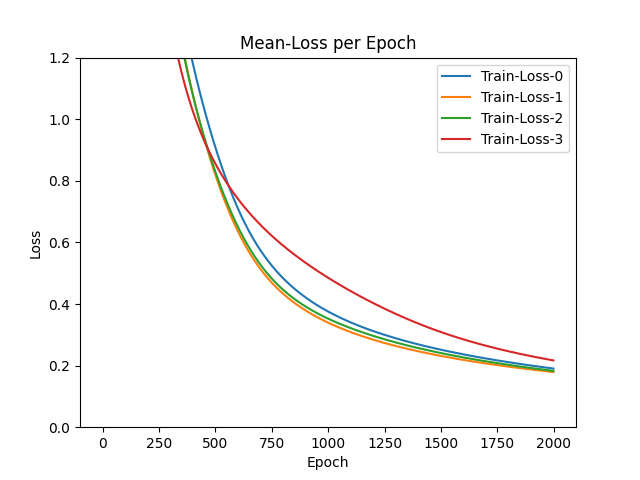 Mean-Loss per Epoch
1.2
1.0
0.8
0.6
0.4
0.2
0.0
Loss
Train-Loss-0
Train-Loss-1
Train-Loss-2
Train-Loss-3
0 250 500 750 1000 1250 1500 1750 2000
Epoch